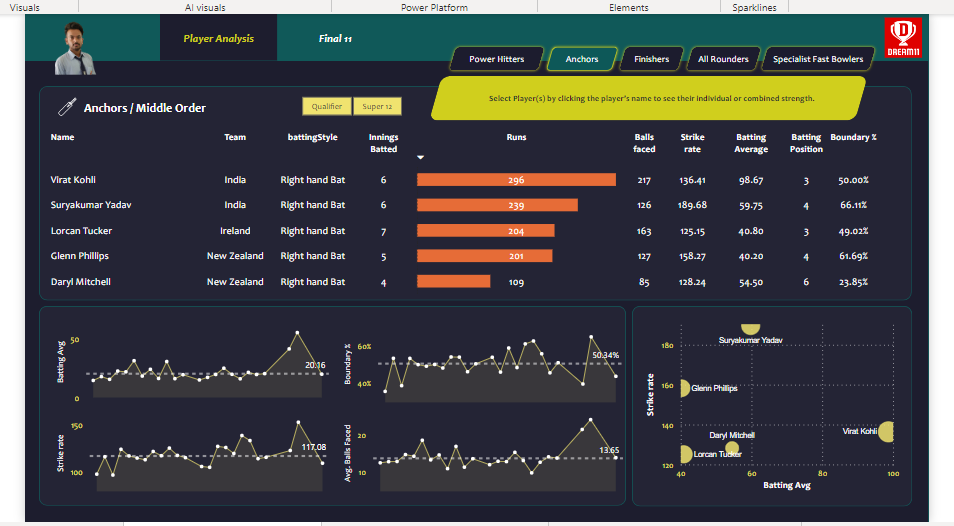 Visuals AI visuals Power Platform Elements Sparklines
Player Analysis Final 11
DREAM11
Power Hitters Anchors Finishers All Rounders Specialist Fast Bowlers
Select Player(s) by clicking the player's name to see their individual or combined strength.
Anchors / Middle Order Qualifier Super 12
Name Team battingStyle Innings Batted Runs Balls faced Strike rate Batting Average Batting Position Boundary %
Virat Kohli India Right hand Bat 6 296 217 136.41 98.67 3 50.00%
Suryakumar Yadav India Right hand Bat 6 239 126 189.68 59.75 4 66.11%
Lorcan Tucker Ireland Right hand Bat 7 204 163 125.15 40.80 3 49.02%
Glenn Phillips New Zealand Right hand Bat 5 201 127 158.27 40.20 4 61.69%
Daryl Mitchell New Zealand Right hand Bat 4 109 85 128.24 54.50 6 23.85%
Batting Avg
50
0
20.16
Boundary %
60%
40%
50.34%
Strike rate
150
100
117.08
Avg. Balls Faced
20
10
13.65
Strike rate
180
160
140
120
Suryakumar Yadav
Glenn Phillips
Virat Kohli
Daryl Mitchell
Lorcan Tucker
40 60 80 100
Batting Avg